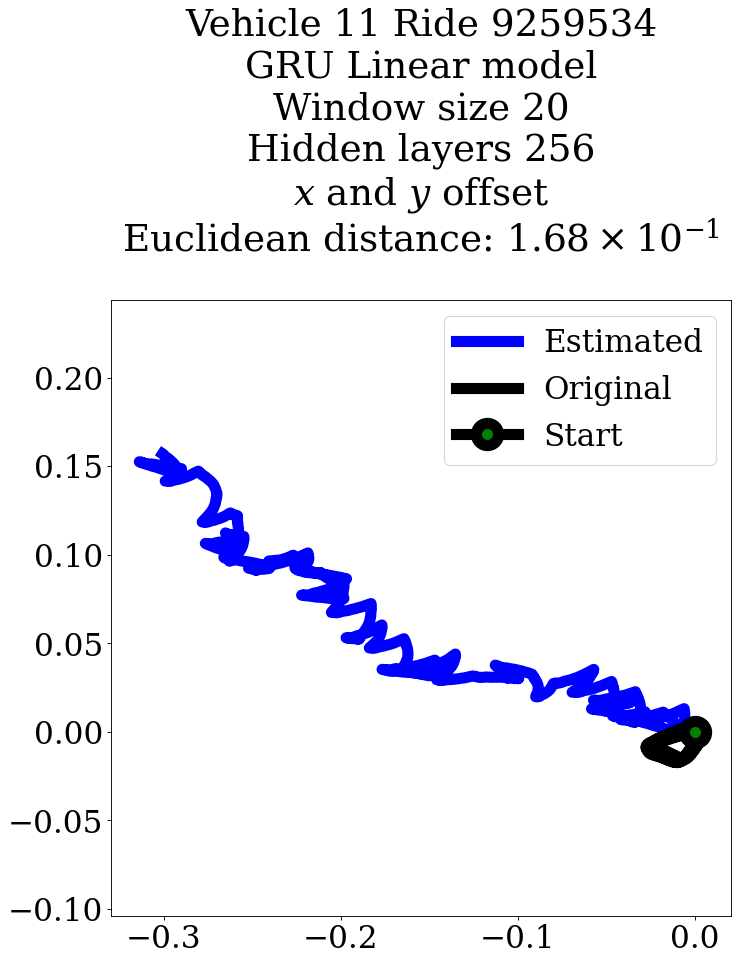 Vehicle 11 Ride 9259534
GRU Linear model
Window size 20
Hidden layers 256
x and y offset
Euclidean distance: 1.68 × 10⁻¹
Estimated
Original
Start
0.20
0.15
0.10
0.05
0.00
−0.05
−0.10
−0.3 −0.2 −0.1 0.0